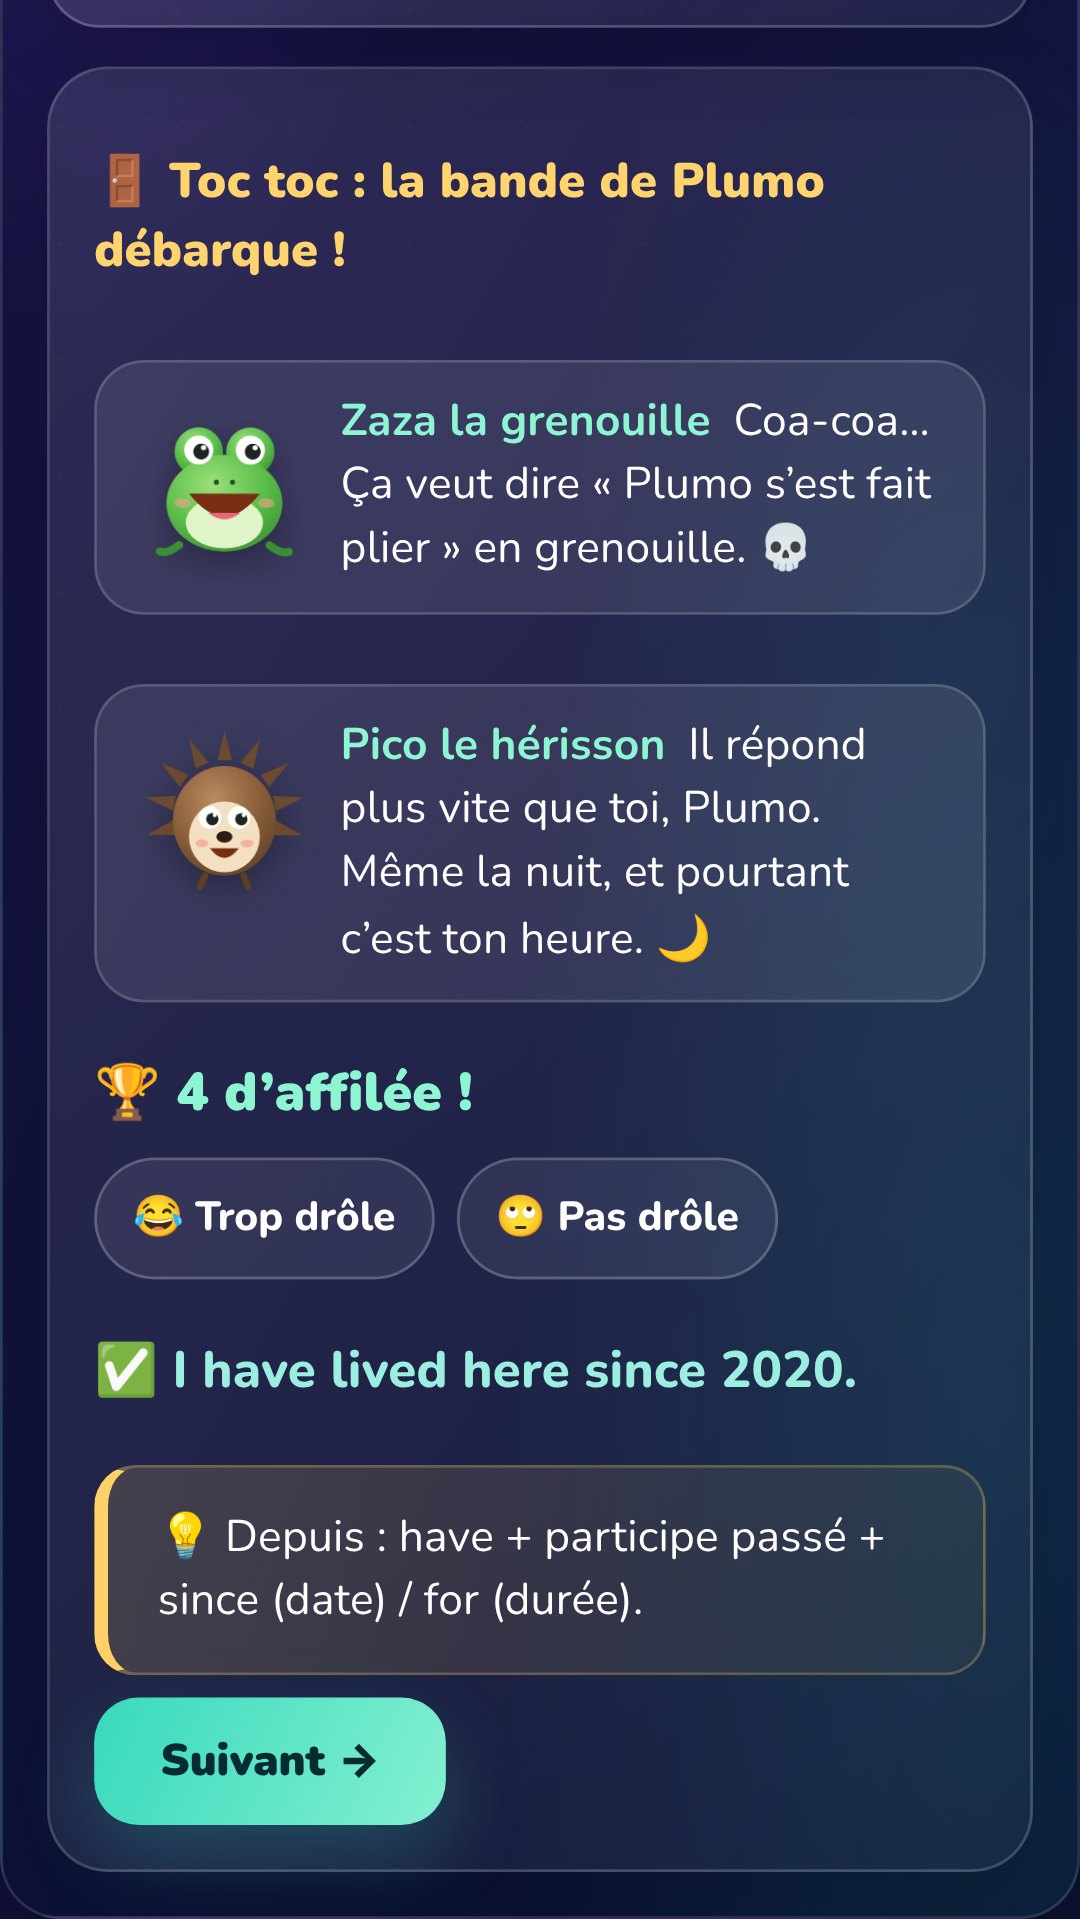 🚪 Toc toc : la bande de Plumo
débarque !
Zaza la grenouille Coa-coa…
Ça veut dire « Plumo s’est fait
plier » en grenouille. 💀
Pico le hérisson Il répond
plus vite que toi, Plumo.
Même la nuit, et pourtant
c’est ton heure. 🌙
🏆 4 d’affilée !
😂 Trop drôle
🙄 Pas drôle
✅ I have lived here since 2020.
💡 Depuis : have + participe passé +
since (date) / for (durée).
Suivant →